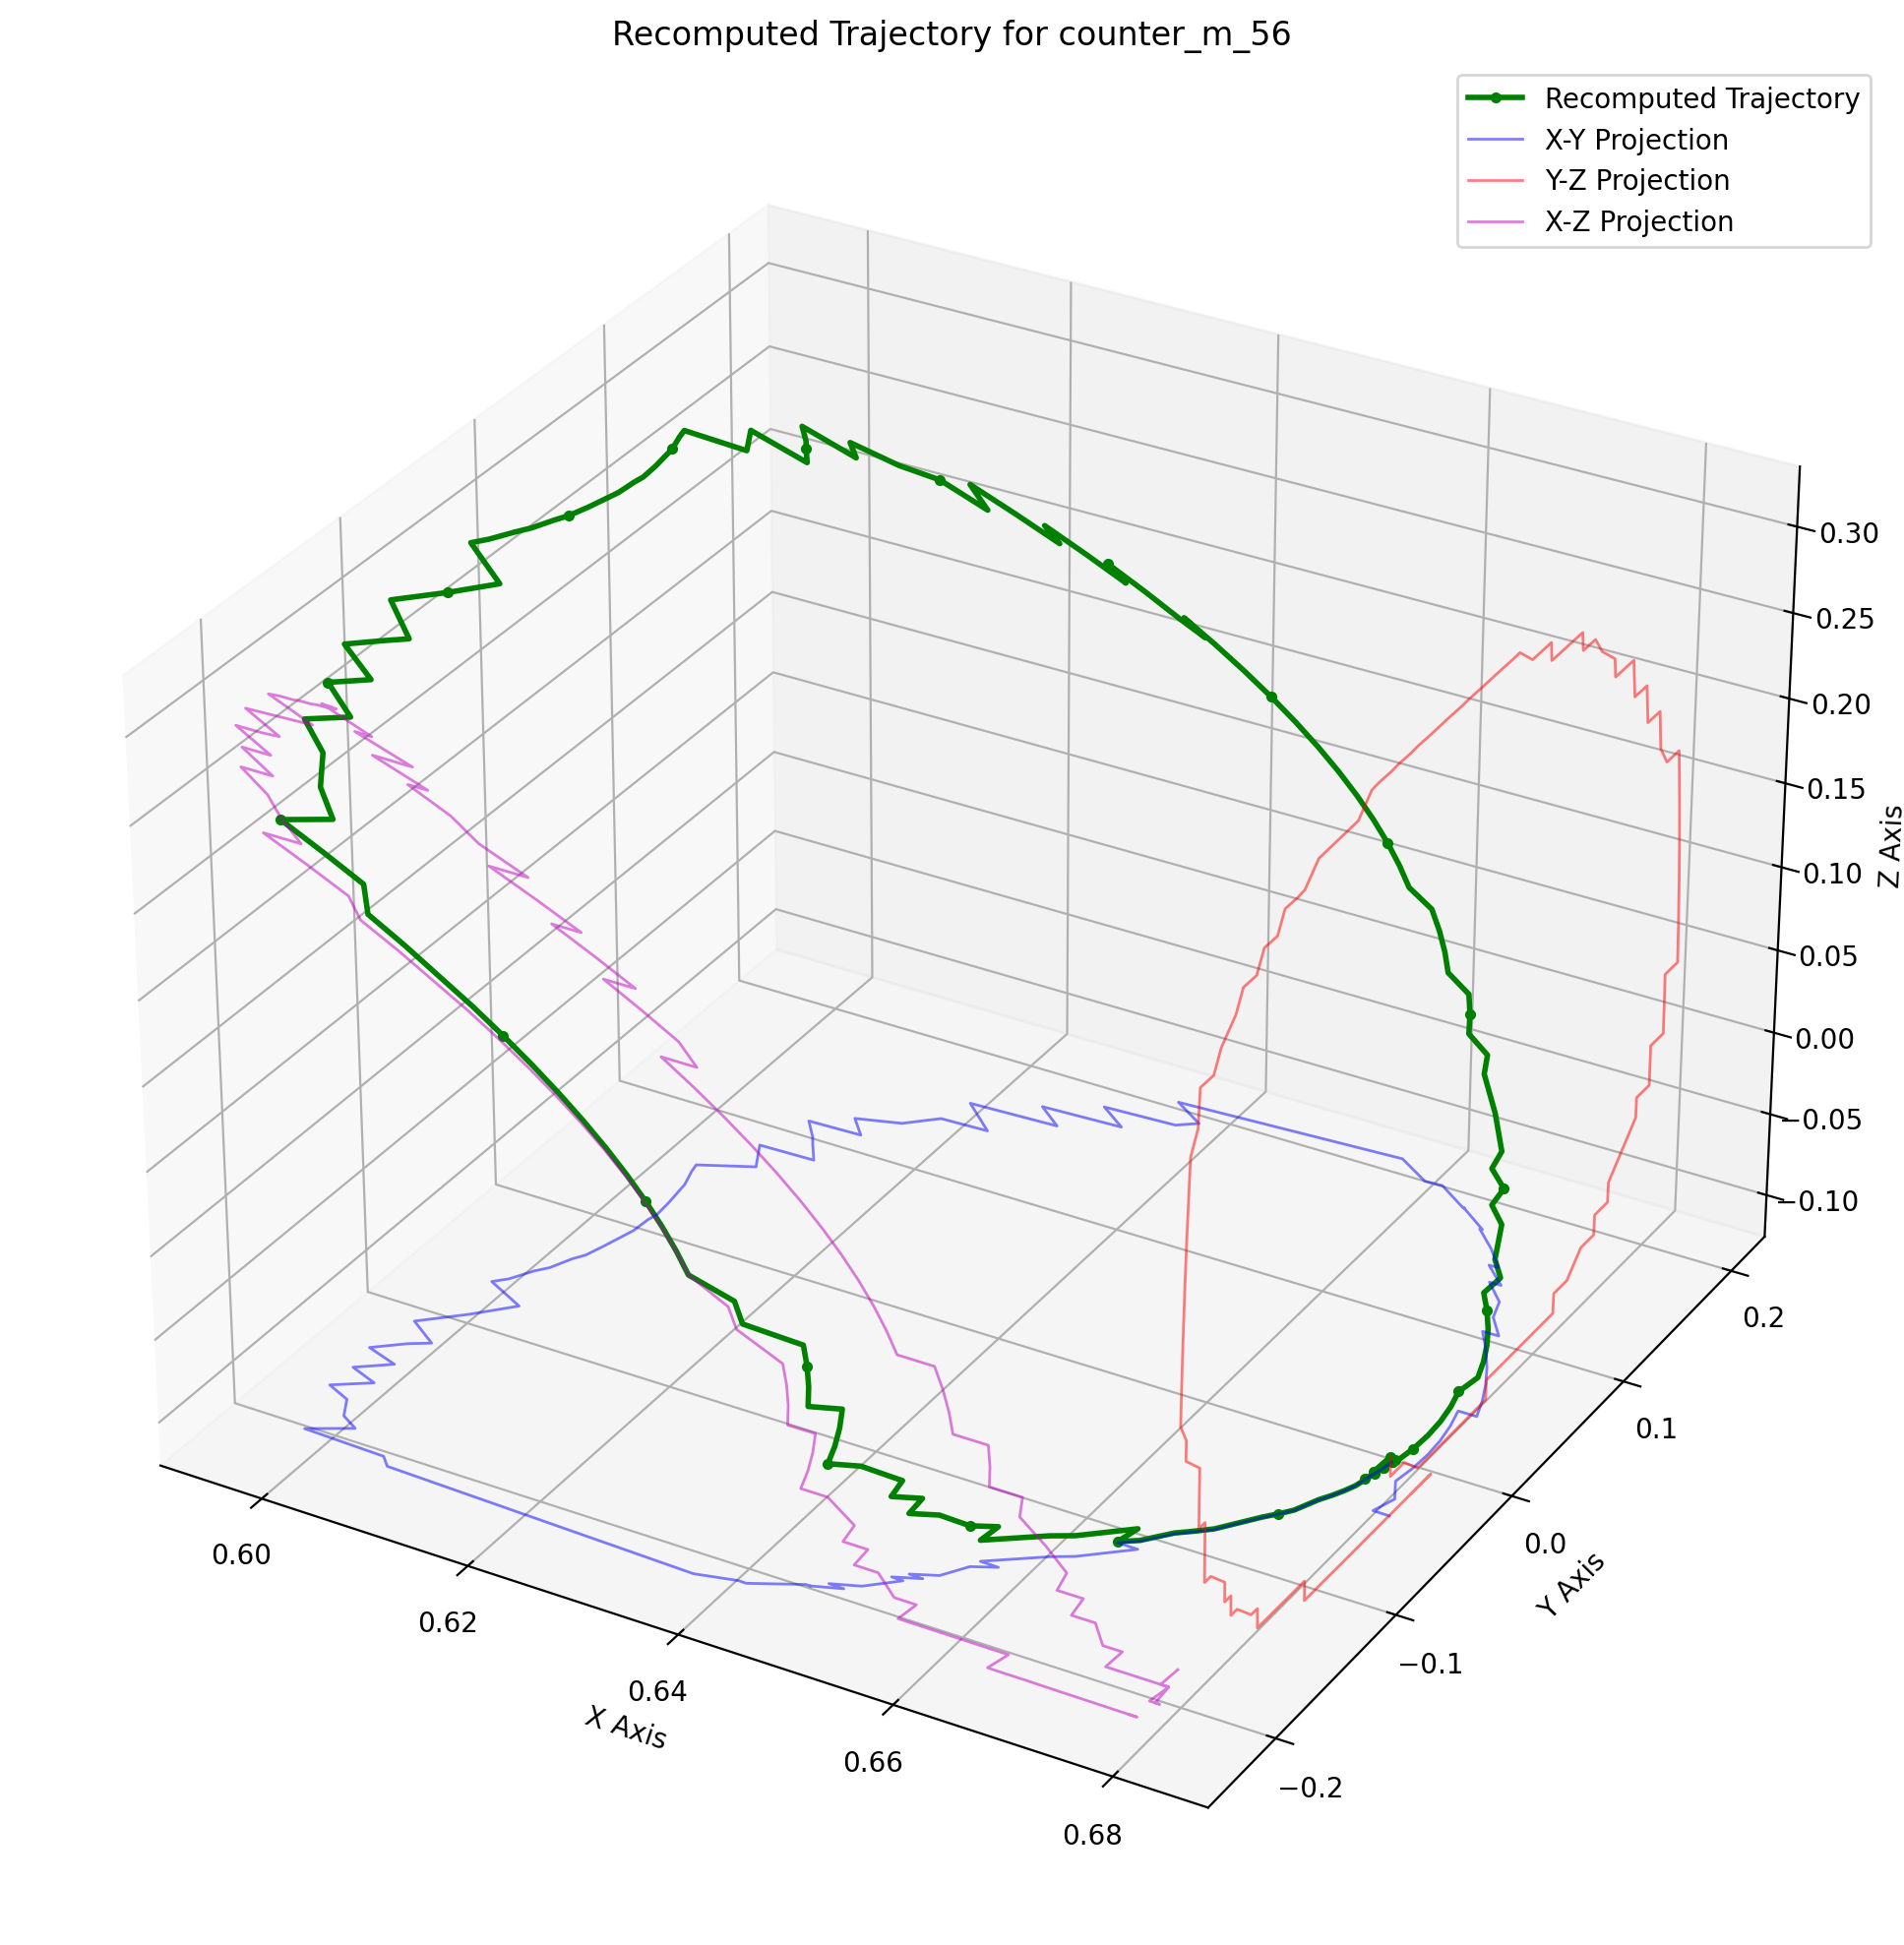 Recomputed Trajectory for counter_m_56
Recomputed Trajectory
X-Y Projection
Y-Z Projection
X-Z Projection
0.30
0.25
0.20
0.15
0.10
0.05
0.00
−0.05
−0.10
Z Axis
0.2
0.1
0.0
−0.1
−0.2
Y Axis
0.60
0.62
0.64
0.66
0.68
X Axis